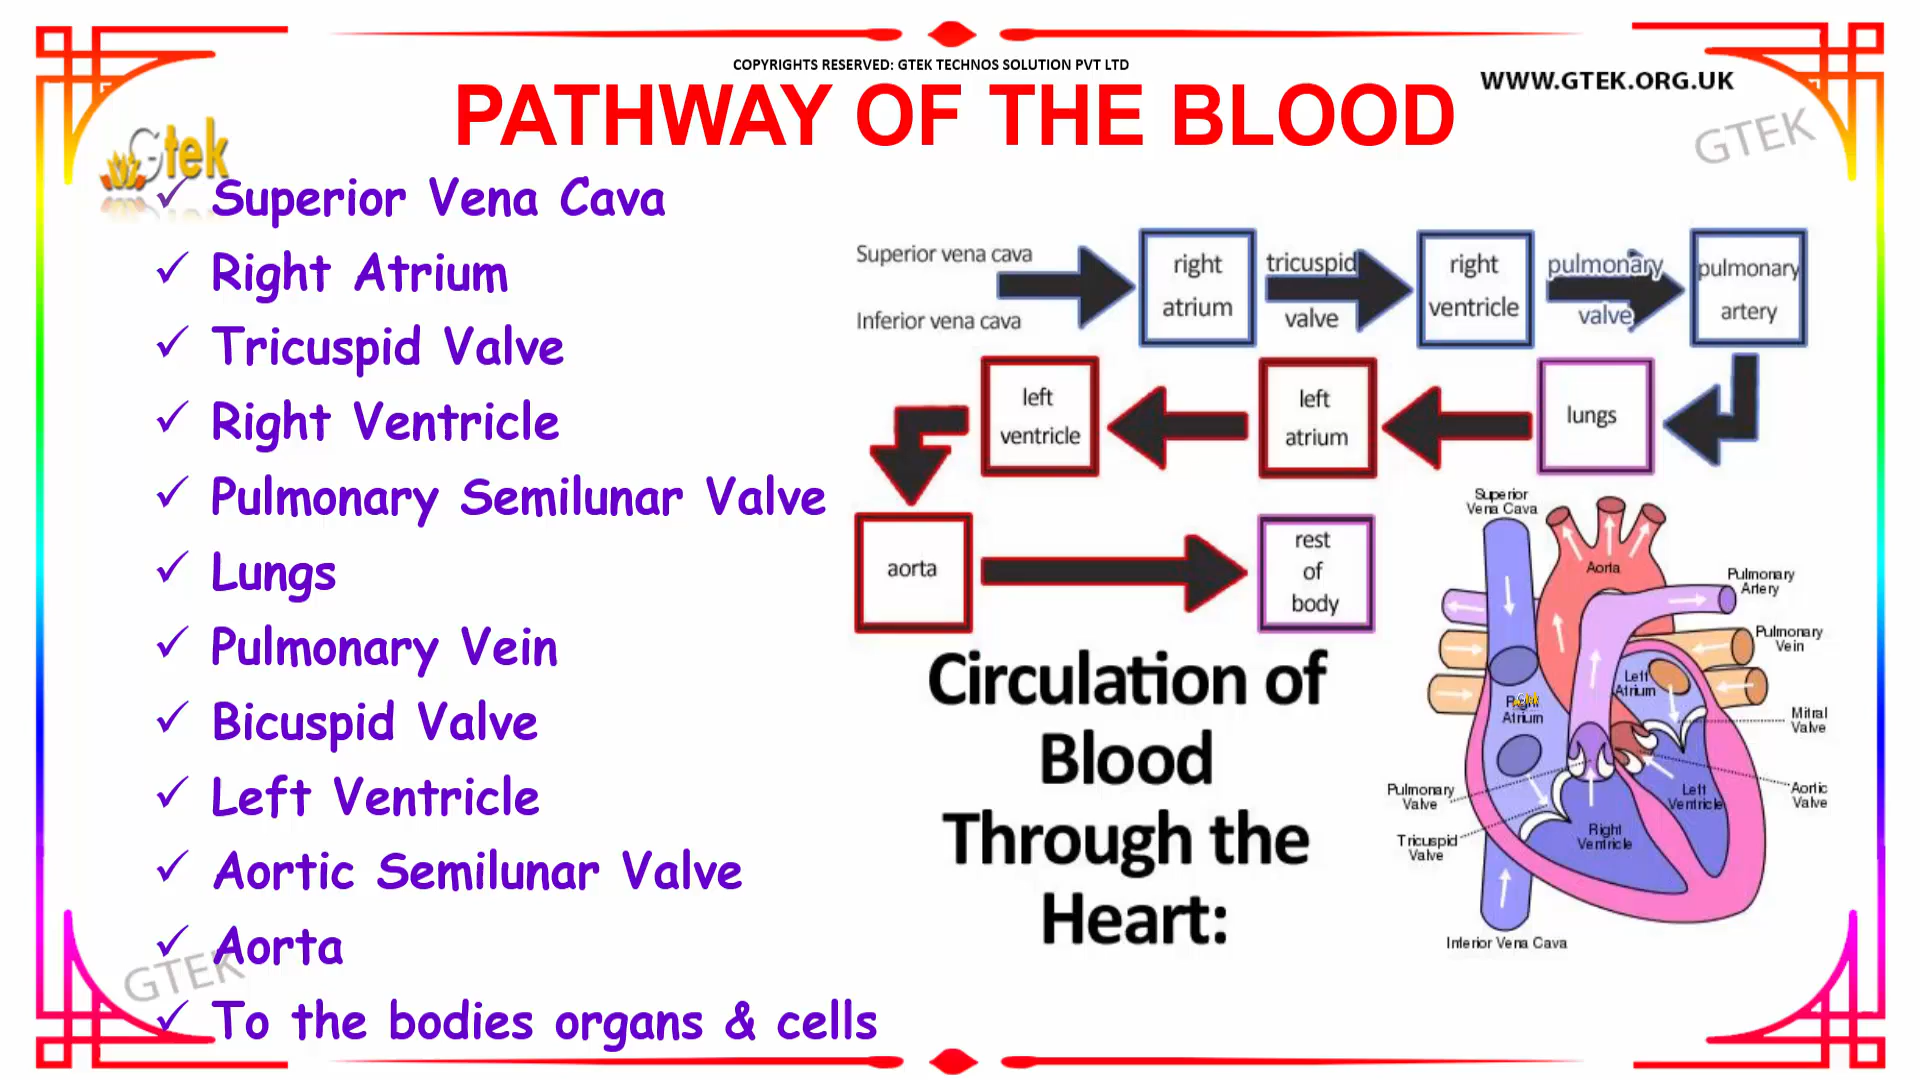 COPYRIGHTS RESERVED: GTEK TECHNOS SOLUTION PVT LTD
WWW.GTEK.ORG.UK
PATHWAY OF THE BLOOD
GTEK
Gtek
Superior Vena Cava
Right Atrium
Tricuspid Valve
Right Ventricle
Pulmonary Semilunar Valve
Lungs
Pulmonary Vein
Bicuspid Valve
Left Ventricle
Aortic Semilunar Valve
Aorta
GTEK
To the bodies organs & cells
Superior vena cava
Inferior vena cava
right
atrium
tricuspid
valve
right
ventricle
pulmonary
valve
pulmonary
artery
left
ventricle
left
atrium
lungs
aorta
rest
of
body
Circulation of
Blood
Through the
Heart:
Superior
Vena Cava
Aorta
Pulmonary
Artery
Pulmonary
Vein
Left
Atrium
Right
Atrium
Mitral
Valve
Pulmonary
Valve
Left
Ventricle
Aortic
Valve
Tricuspid
Valve
Right
Ventricle
Inferior Vena Cava